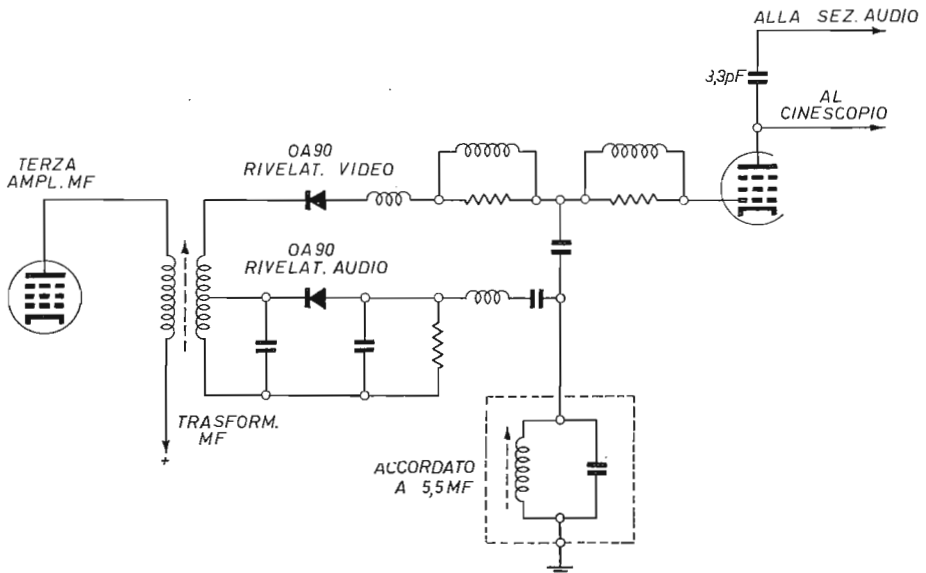 ALLA SEZ. AUDIO
3,3pF
AL
CINESCOPIO
OA90
RIVELAT. VIDEO
TERZA
AMPL. MF
OA90
RIVELAT. AUDIO
TRASFORM.
MF
+
ACCORDATO
A 5,5MF